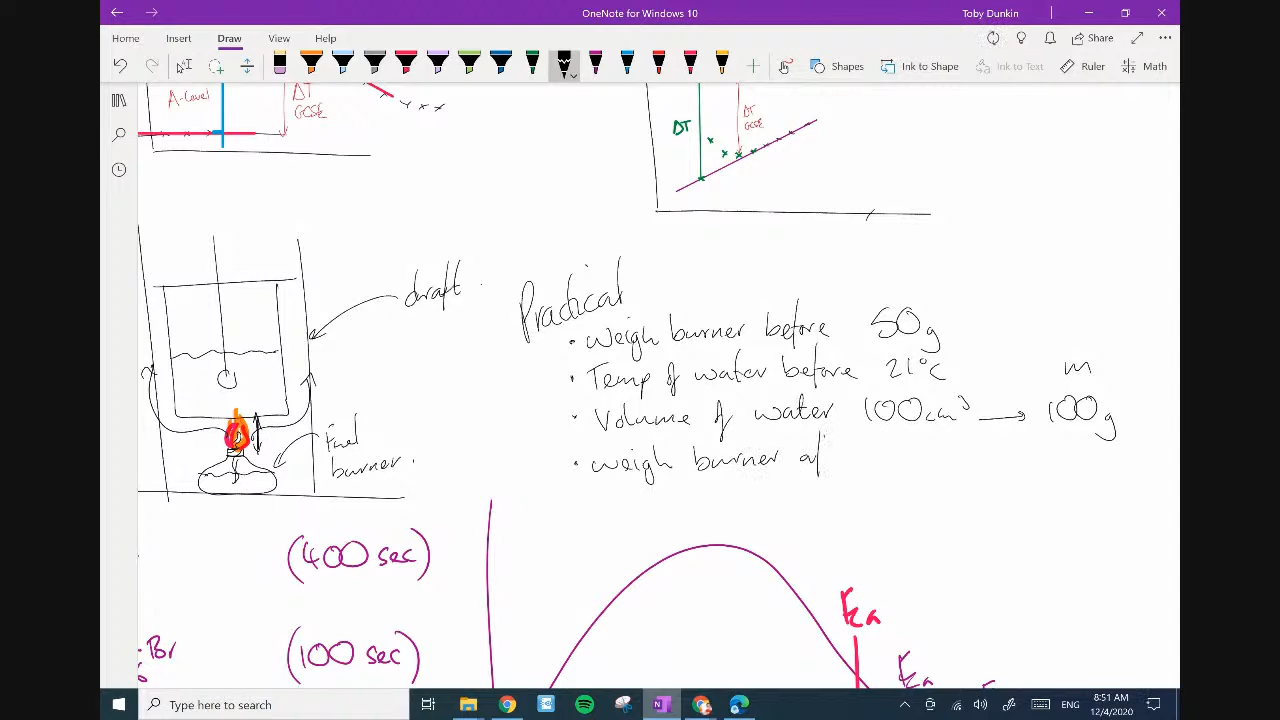 OneNote for Windows 10
Toby Dunkin
Home Insert Draw View Help
Share
Shapes Ink to Shape Ink to Text Ruler Math
A-Level
ΔT
GCSE
ΔT
DT
GCSE
draft
Practical
• Weigh burner before 50g
• Temp of water before 21°C
m
• Volume of water 100cm³ → 100g
• weigh burner af
Fuel
burner.
(400 sec)
(100 sec)
-Br
Ea
Ea
Type here to search
ENG
8:51 AM
12/4/2020